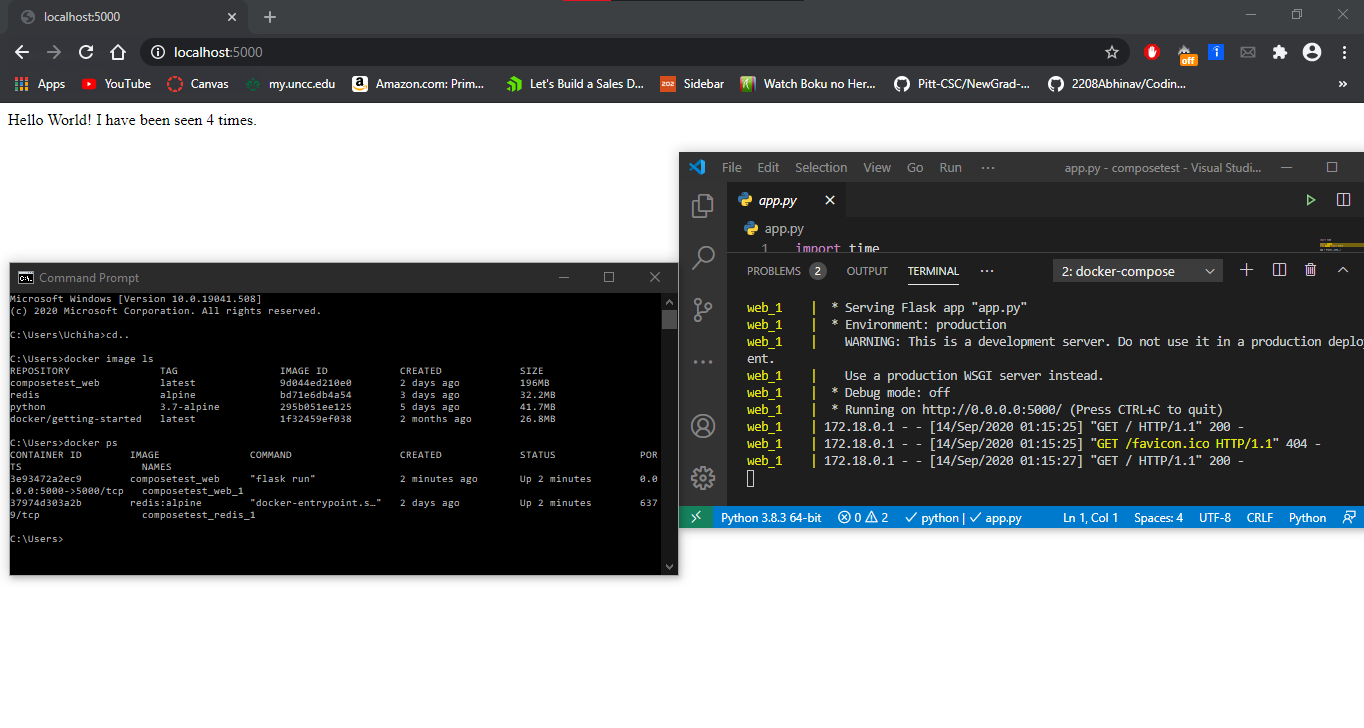 localhost:5000
localhost:5000
off
Apps YouTube Canvas my.uncc.edu Amazon.com: Prim... Let's Build a Sales D... Sidebar Watch Boku no Her... Pitt-CSC/NewGrad-... 2208Abhinav/Codin... »
Hello World! I have been seen 4 times.
Command Prompt
Microsoft Windows [Version 10.0.19041.508]
(c) 2020 Microsoft Corporation. All rights reserved.
C:\Users\Uchiha>cd..
C:\Users>docker image ls
REPOSITORY TAG IMAGE ID CREATED SIZE
composetest_web latest 9d044ed210e0 2 days ago 196MB
redis alpine bd71e6db4a54 3 days ago 32.2MB
python 3.7-alpine 295b051ee125 5 days ago 41.7MB
docker/getting-started latest 1f32459ef038 2 months ago 26.8MB
C:\Users>docker ps
CONTAINER ID IMAGE COMMAND CREATED STATUS POR
TS NAMES
3e93472a2ec9 composetest_web "flask run" 2 minutes ago Up 2 minutes 0.0
.0.0:5000->5000/tcp composetest_web_1
37974d303a2b redis:alpine "docker-entrypoint.s…" 2 days ago Up 2 minutes 637
9/tcp composetest_redis_1
C:\Users>
File Edit Selection View Go Run ··· app.py - composetest - Visual Studi...
app.py
app.py
1 import time
PROBLEMS 2 OUTPUT TERMINAL ··· 2: docker-compose
web_1 | * Serving Flask app "app.py"
web_1 | * Environment: production
web_1 | WARNING: This is a development server. Do not use it in a production deplo
ent.
web_1 | Use a production WSGI server instead.
web_1 | * Debug mode: off
web_1 | * Running on http://0.0.0.0:5000/ (Press CTRL+C to quit)
web_1 | 172.18.0.1 - - [14/Sep/2020 01:15:25] "GET / HTTP/1.1" 200 -
web_1 | 172.18.0.1 - - [14/Sep/2020 01:15:25] "GET /favicon.ico HTTP/1.1" 404 -
web_1 | 172.18.0.1 - - [14/Sep/2020 01:15:27] "GET / HTTP/1.1" 200 -
Python 3.8.3 64-bit 0 2 python | app.py Ln 1, Col 1 Spaces: 4 UTF-8 CRLF Python